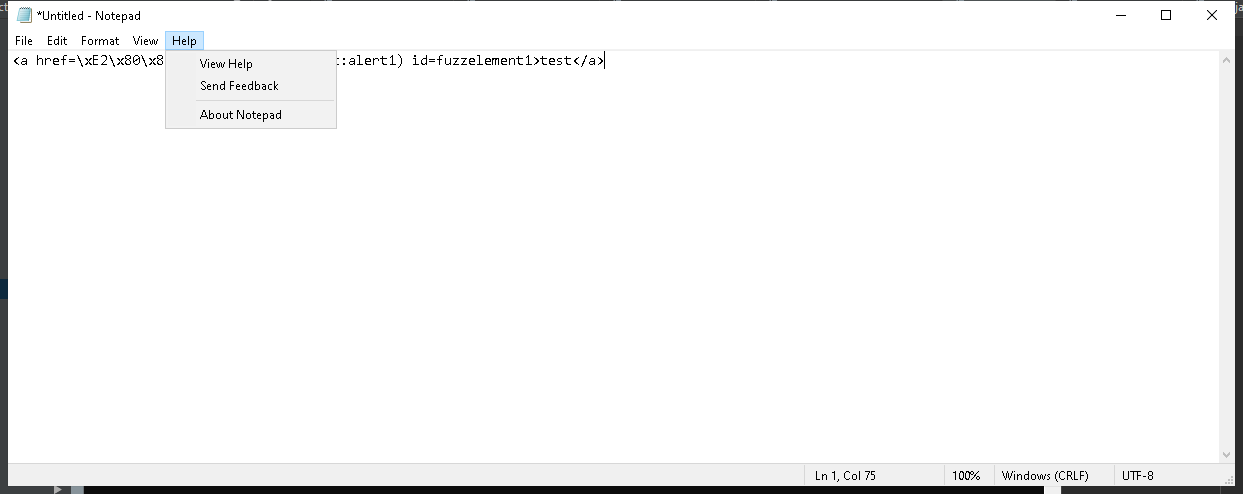 *Untitled - Notepad
File Edit Format View Help
<a href=\xE2\x80\x8 :alert1) id=fuzzelement1>test</a>
View Help
Send Feedback
About Notepad
Ln 1, Col 75 100% Windows (CRLF) UTF-8